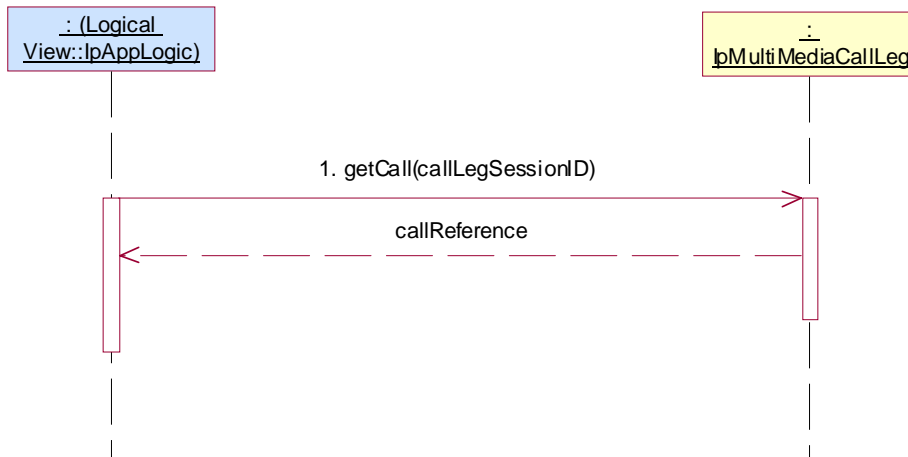 : (Logical
View::IpAppLogic)
:
IpMultiMediaCallLeg
1. getCall(callLegSessionID)
callReference